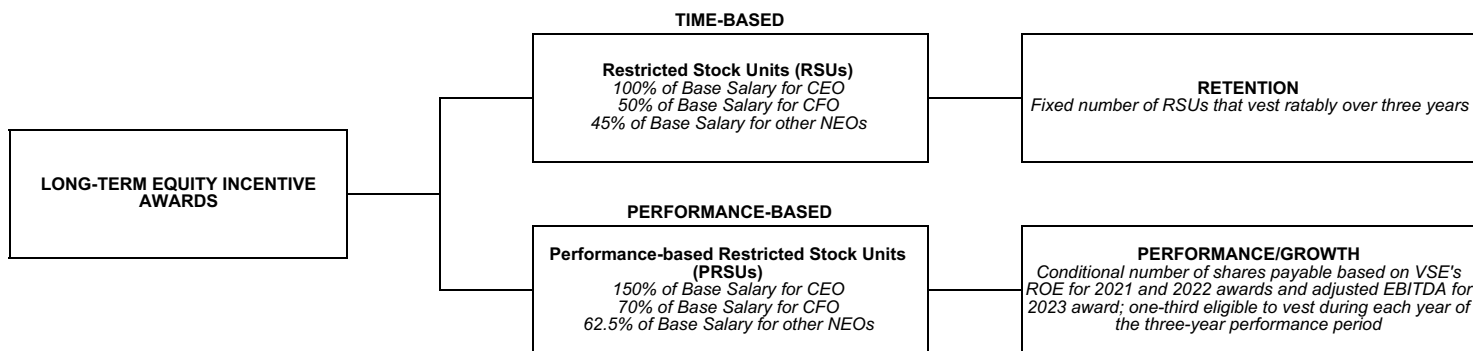 TIME-BASED
Restricted Stock Units (RSUs)
100% of Base Salary for CEO
50% of Base Salary for CFO
45% of Base Salary for other NEOs
RETENTION
Fixed number of RSUs that vest ratably over three years
LONG-TERM EQUITY INCENTIVE
AWARDS
PERFORMANCE-BASED
Performance-based Restricted Stock Units
(PRSUs)
150% of Base Salary for CEO
70% of Base Salary for CFO
62.5% of Base Salary for other NEOs
PERFORMANCE/GROWTH
Conditional number of shares payable based on VSE's
ROE for 2021 and 2022 awards and adjusted EBITDA for
2023 award; one-third eligible to vest during each year of
the three-year performance period